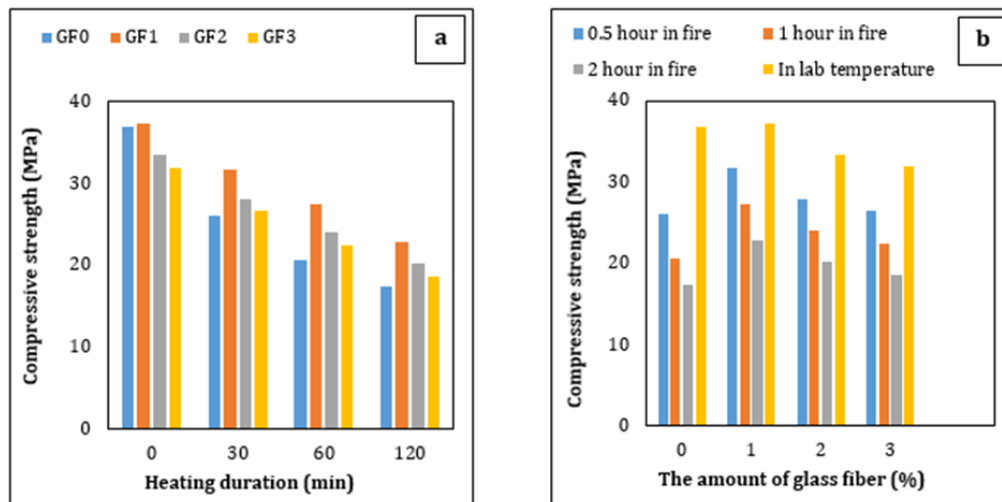 GF0 GF1 GF2 GF3
a
Compressive strength (MPa)
40
30
20
10
0
0 30 60 120
Heating duration (min)
0.5 hour in fire 1 hour in fire
b
2 hour in fire In lab temperature
Compressive strength (MPa)
40
30
20
10
0
0 1 2 3
The amount of glass fiber (%)